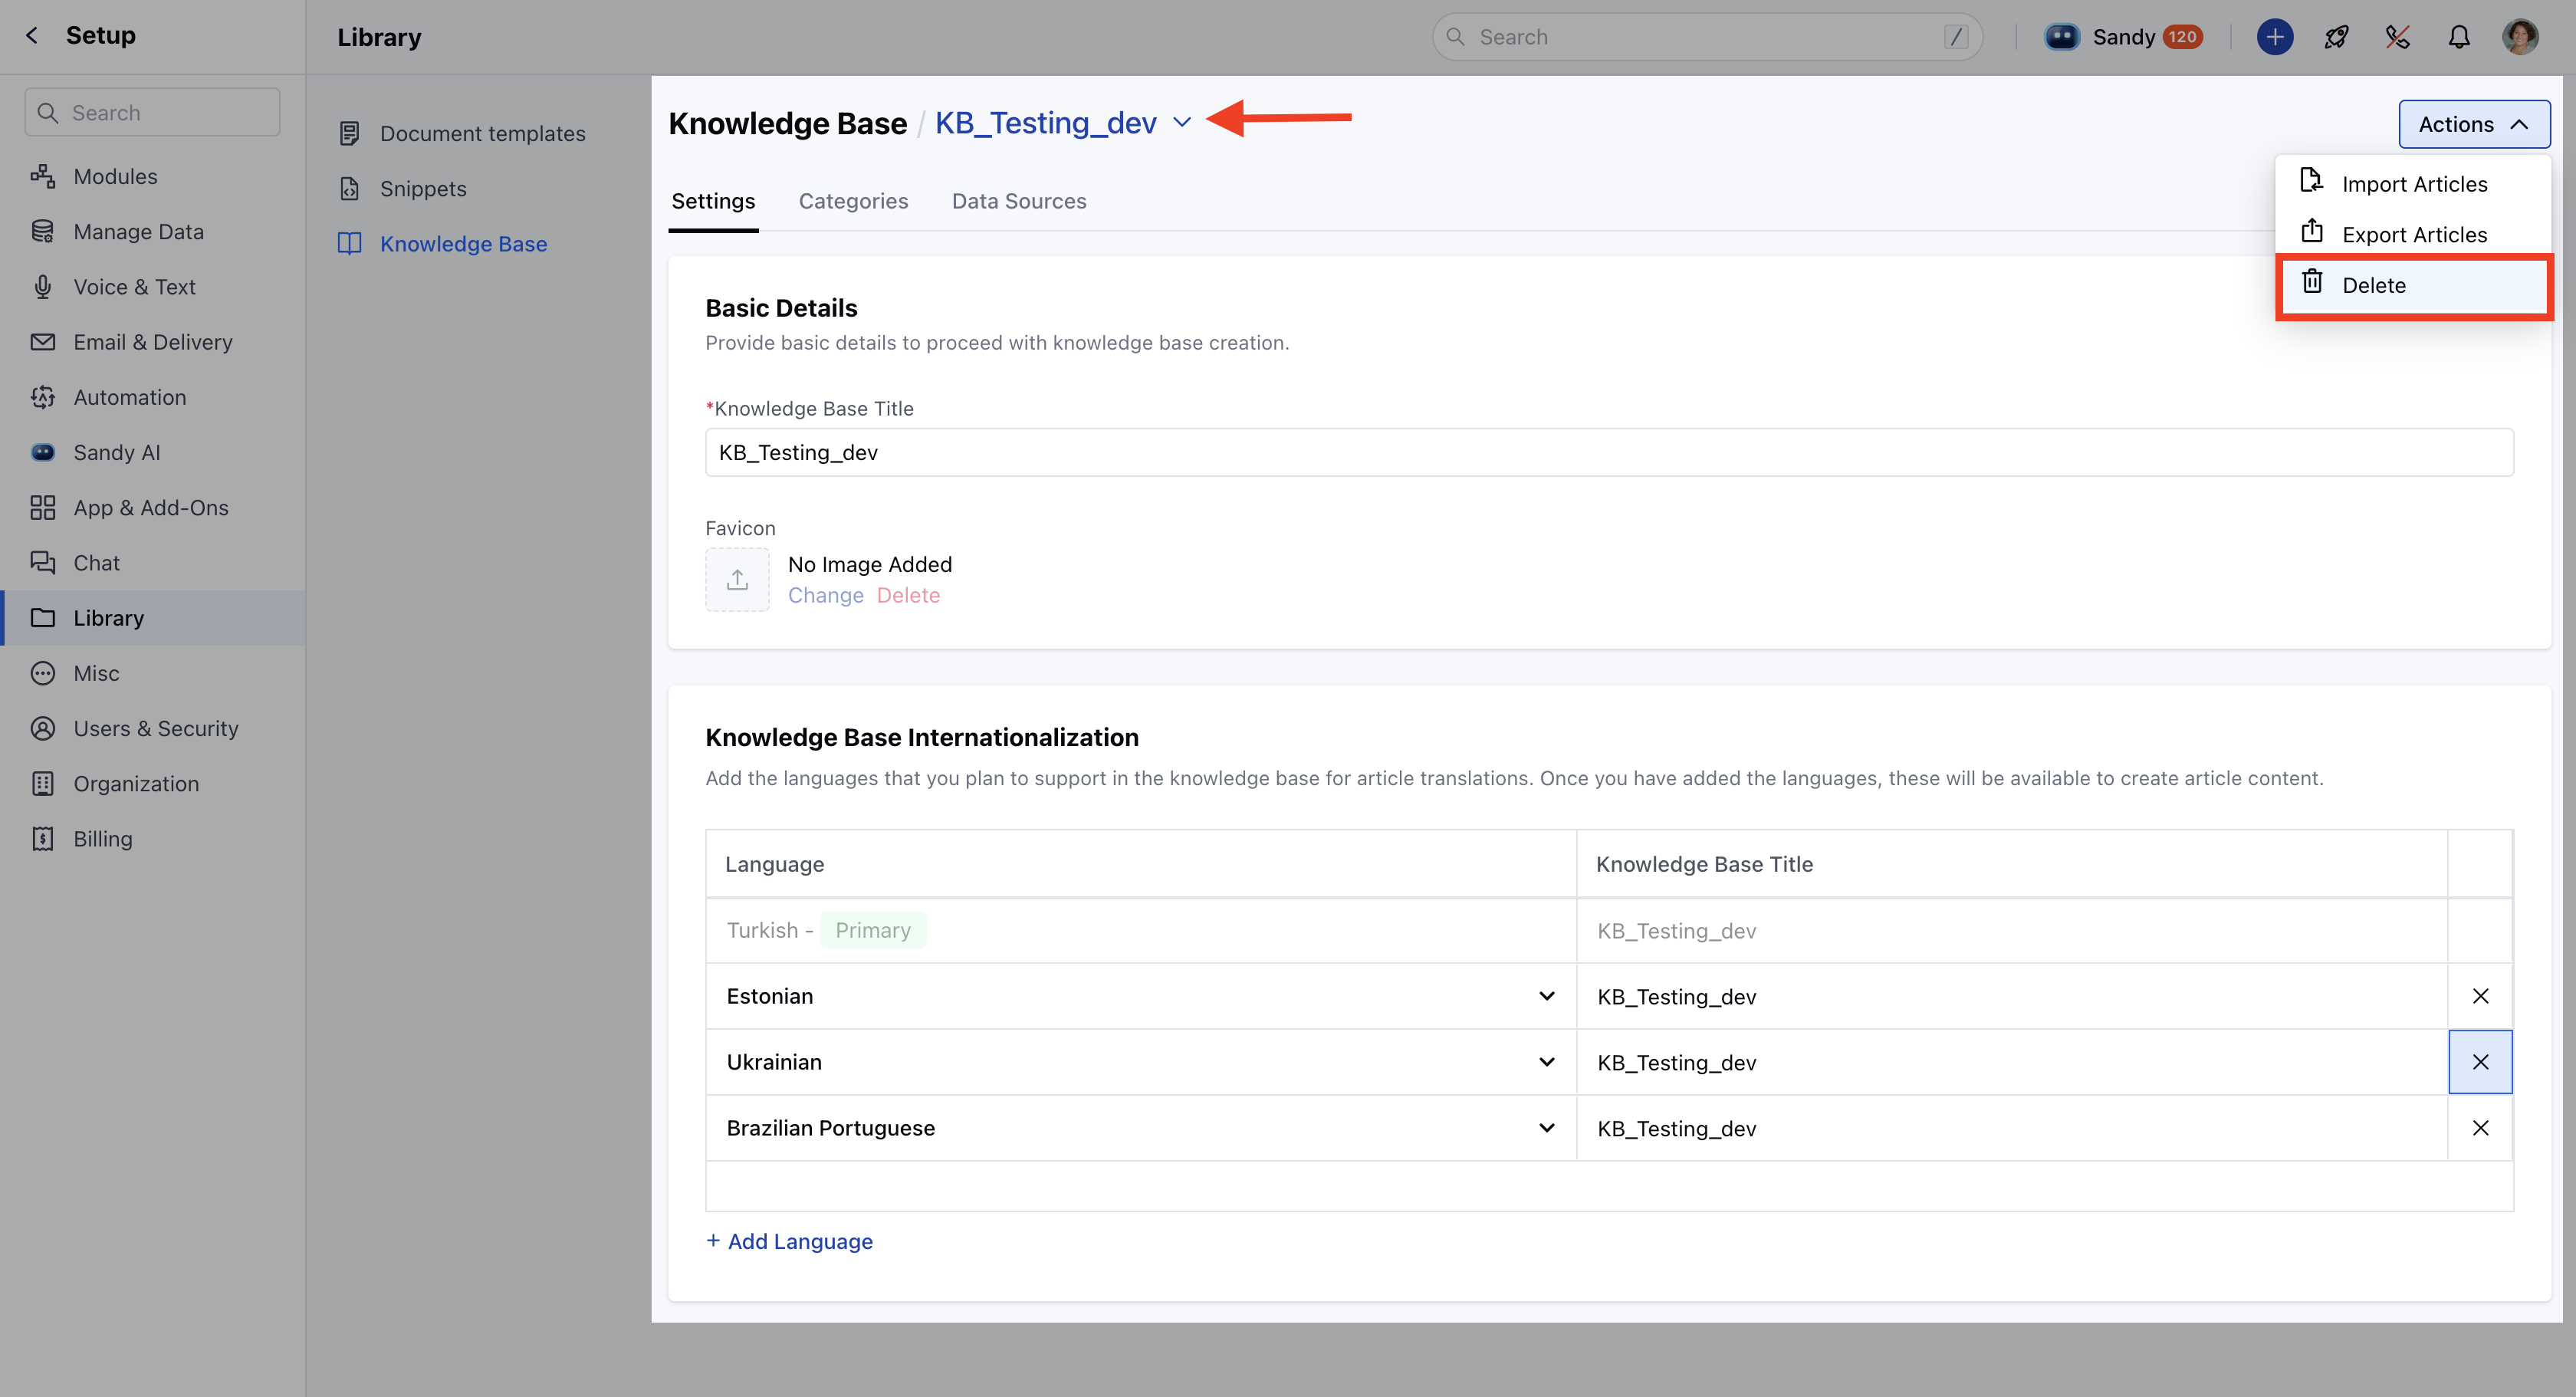 Setup
Library
Search
/
Sandy 120
Search
Modules
Manage Data
Voice & Text
Email & Delivery
Automation
Sandy AI
App & Add-Ons
Chat
Library
Misc
Users & Security
Organization
Billing
Document templates
Snippets
Knowledge Base
Knowledge Base / KB_Testing_dev
Actions
Import Articles
Export Articles
Delete
Settings Categories Data Sources
Basic Details
Provide basic details to proceed with knowledge base creation.
*Knowledge Base Title
KB_Testing_dev
Favicon
No Image Added
Change Delete
Knowledge Base Internationalization
Add the languages that you plan to support in the knowledge base for article translations. Once you have added the languages, these will be available to create article content.
Language Knowledge Base Title
Turkish - Primary KB_Testing_dev
Estonian KB_Testing_dev
Ukrainian KB_Testing_dev
Brazilian Portuguese KB_Testing_dev
+ Add Language